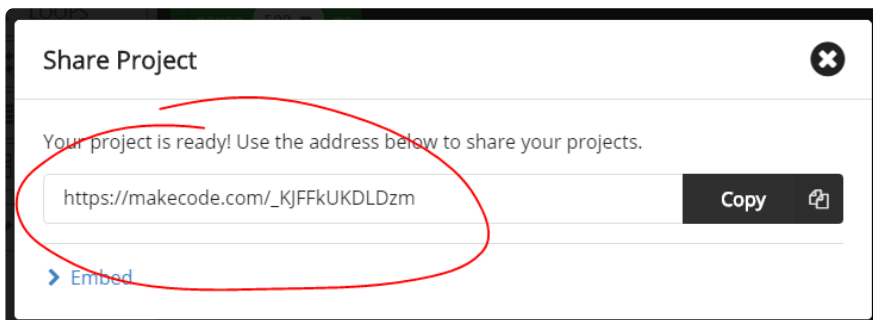 LOOPS
Share Project
Your project is ready! Use the address below to share your projects.
https://makecode.com/_KJFFkUKDLDzm
Copy
Embed